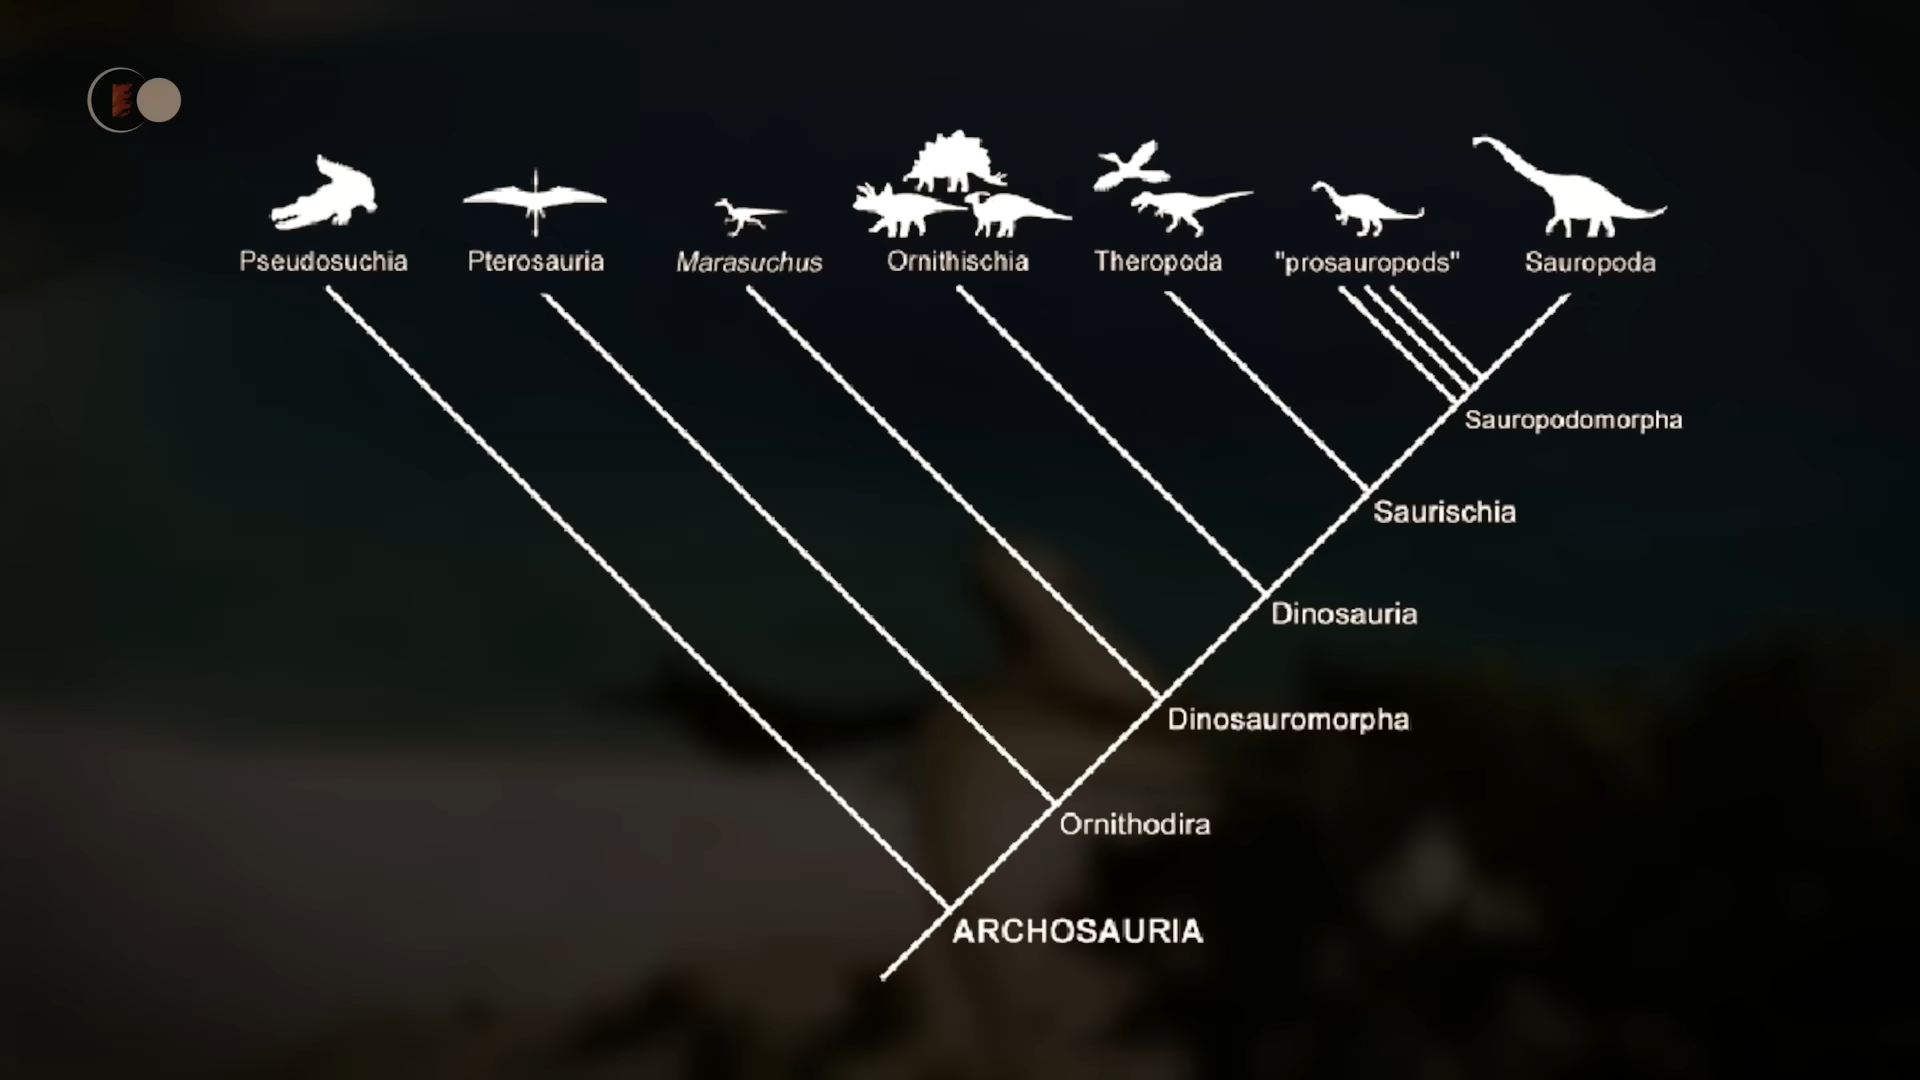 E
Pseudosuchia
Pterosauria
Marasuchus
Ornithischia
Theropoda
"prosauropods"
Sauropoda
Sauropodomorpha
Saurischia
Dinosauria
Dinosauromorpha
Ornithodira
ARCHOSAURIA